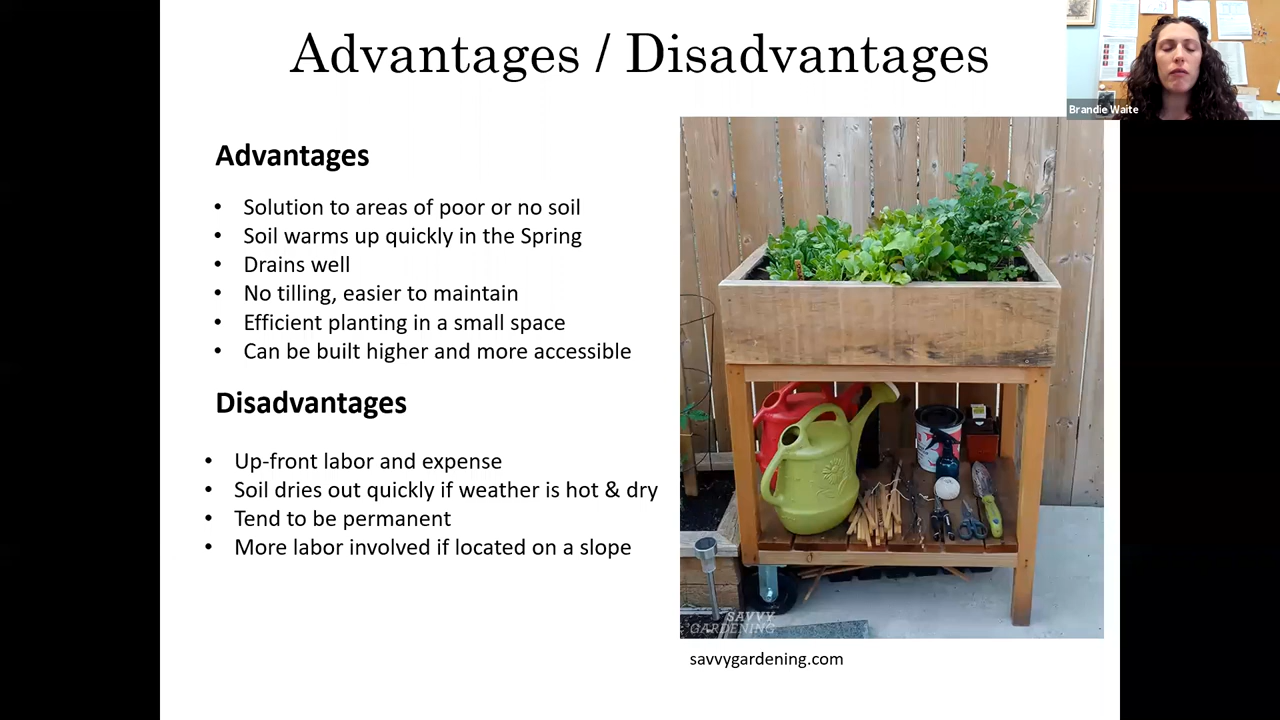 Advantages / Disadvantages
Brandie Waite
Advantages
• Solution to areas of poor or no soil
• Soil warms up quickly in the Spring
• Drains well
• No tilling, easier to maintain
• Efficient planting in a small space
• Can be built higher and more accessible
Disadvantages
• Up-front labor and expense
• Soil dries out quickly if weather is hot & dry
• Tend to be permanent
• More labor involved if located on a slope
SAVVY
GARDENING
savvygardening.com